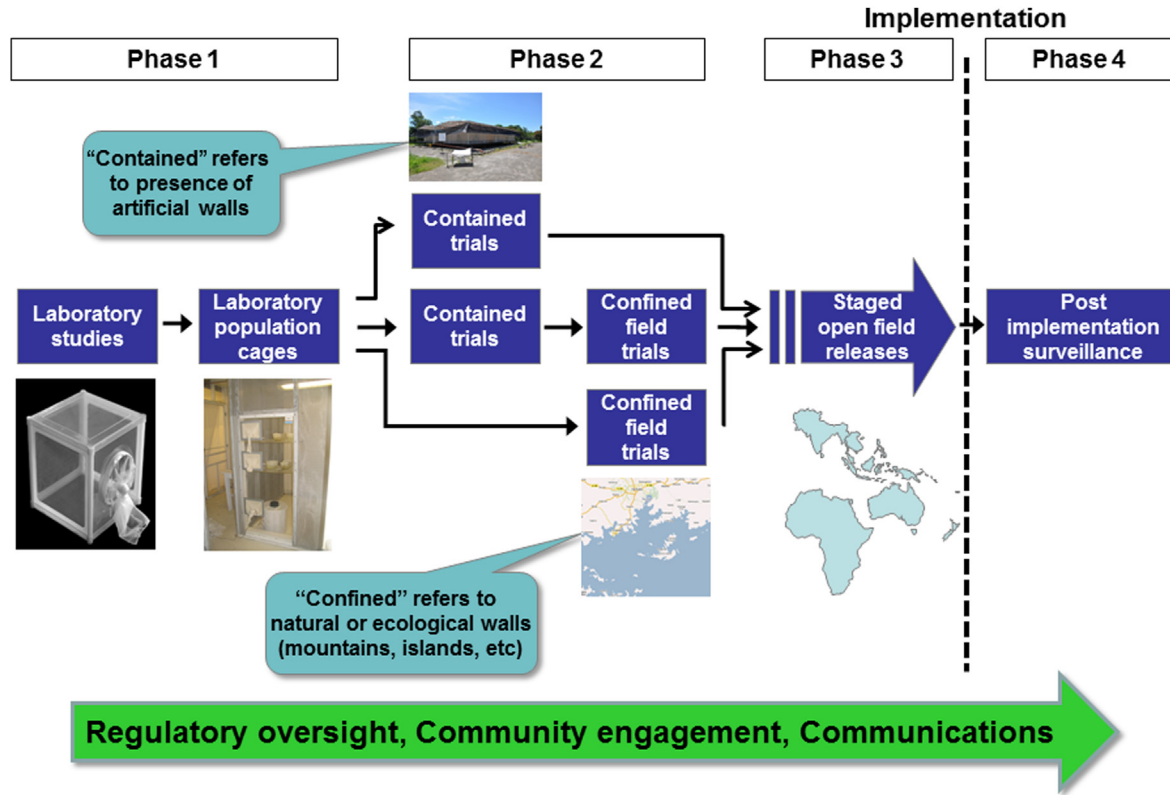 Implementation
Phase 1
Phase 2
Phase 3
Phase 4
“Contained” refers
to presence of
artificial walls
Contained
trials
Laboratory
studies
Laboratory
population
cages
Contained
trials
Confined
field
trials
Staged
open field
releases
Post
implementation
surveillance
Confined
field
trials
“Confined” refers to
natural or ecological walls
(mountains, islands, etc)
Regulatory oversight, Community engagement, Communications